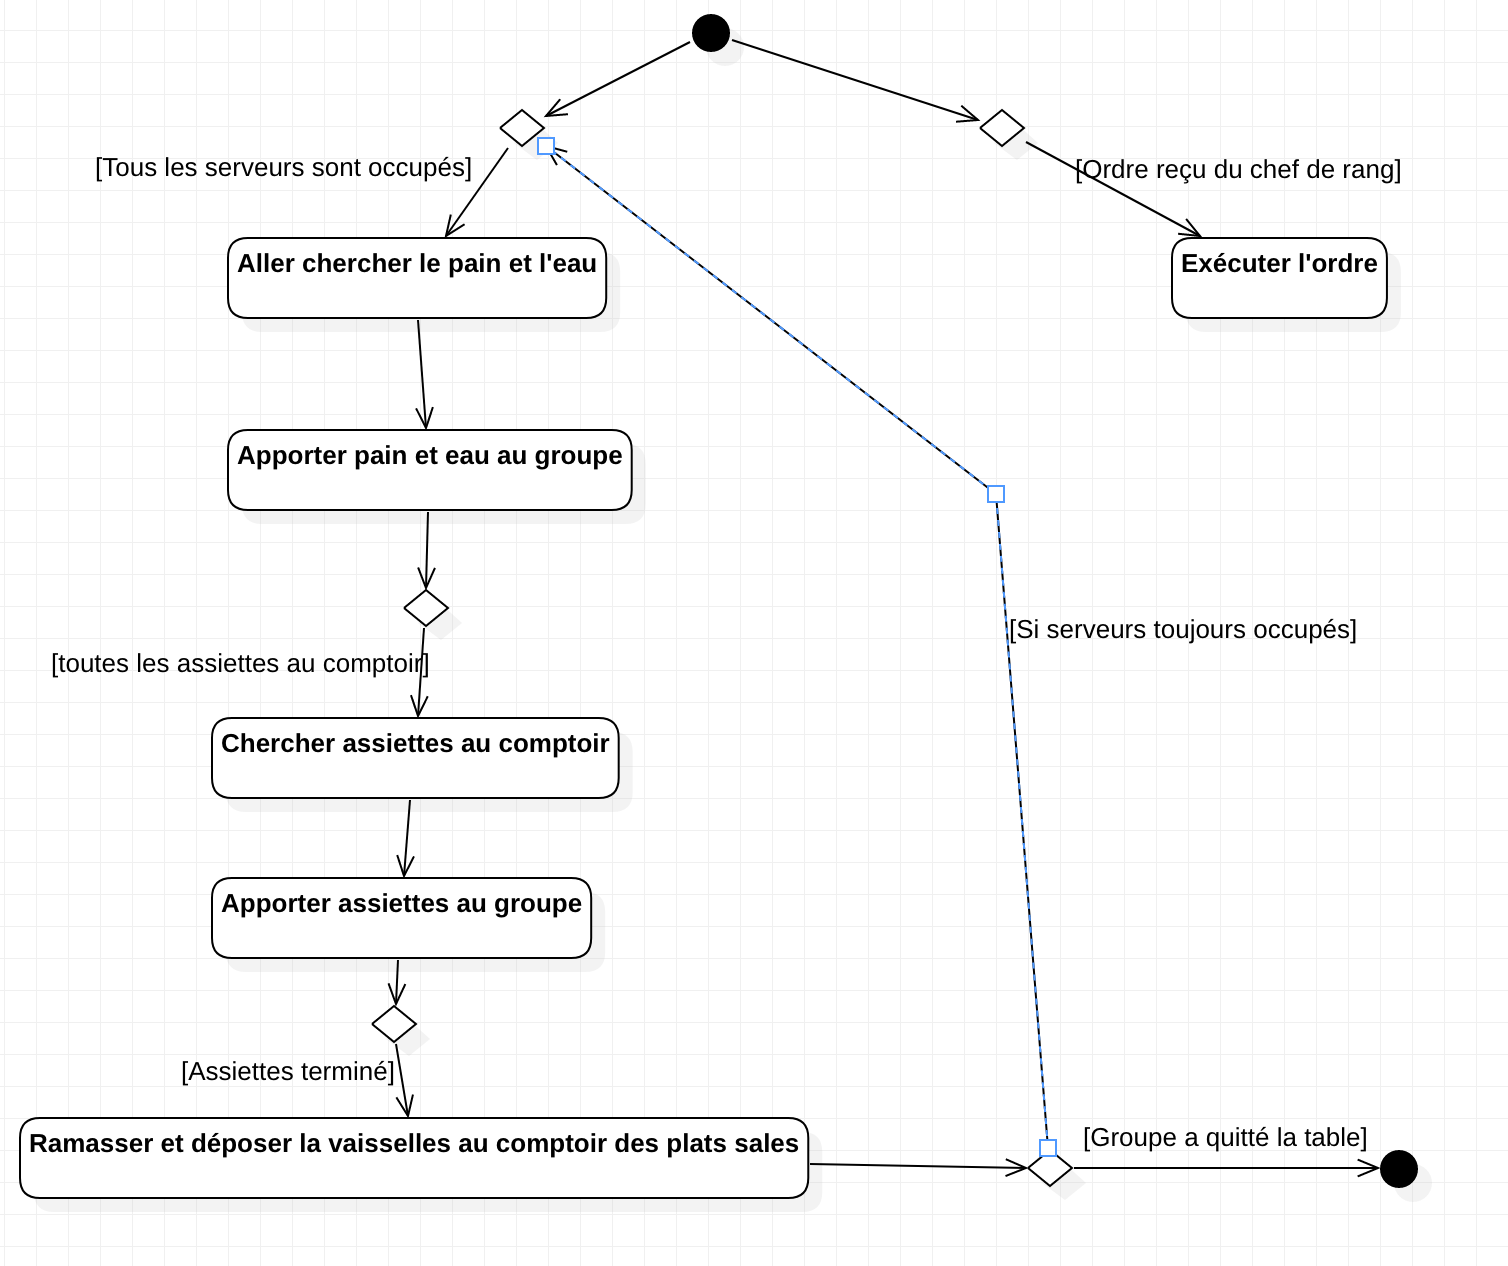 [Tous les serveurs sont occupés]
[Ordre reçu du chef de rang]
Aller chercher le pain et l'eau
Exécuter l'ordre
Apporter pain et eau au groupe
[Si serveurs toujours occupés]
[toutes les assiettes au comptoir]
Chercher assiettes au comptoir
Apporter assiettes au groupe
[Assiettes terminé]
[Groupe a quitté la table]
Ramasser et déposer la vaisselles au comptoir des plats sales